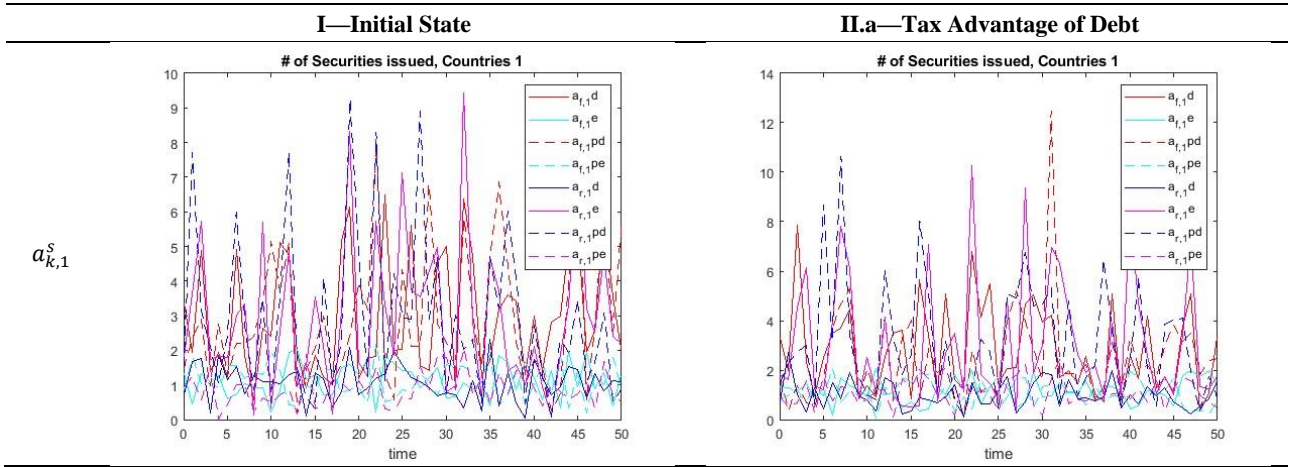 I—Initial State
II.a—Tax Advantage of Debt
a^s_{k,1}
# of Securities issued, Countries 1
10
9
8
7
6
5
4
3
2
1
0
0 5 10 15 20 25 30 35 40 45 50
time
a_{f,1}d
a_{f,1}e
a_{f,1}pd
a_{f,1}pe
a_{r,1}d
a_{r,1}e
a_{r,1}pd
a_{r,1}pe
# of Securities issued, Countries 1
14
12
10
8
6
4
2
0
0 5 10 15 20 25 30 35 40 45 50
time
a_{f,1}d
a_{f,1}e
a_{f,1}pd
a_{f,1}pe
a_{r,1}d
a_{r,1}e
a_{r,1}pd
a_{r,1}pe